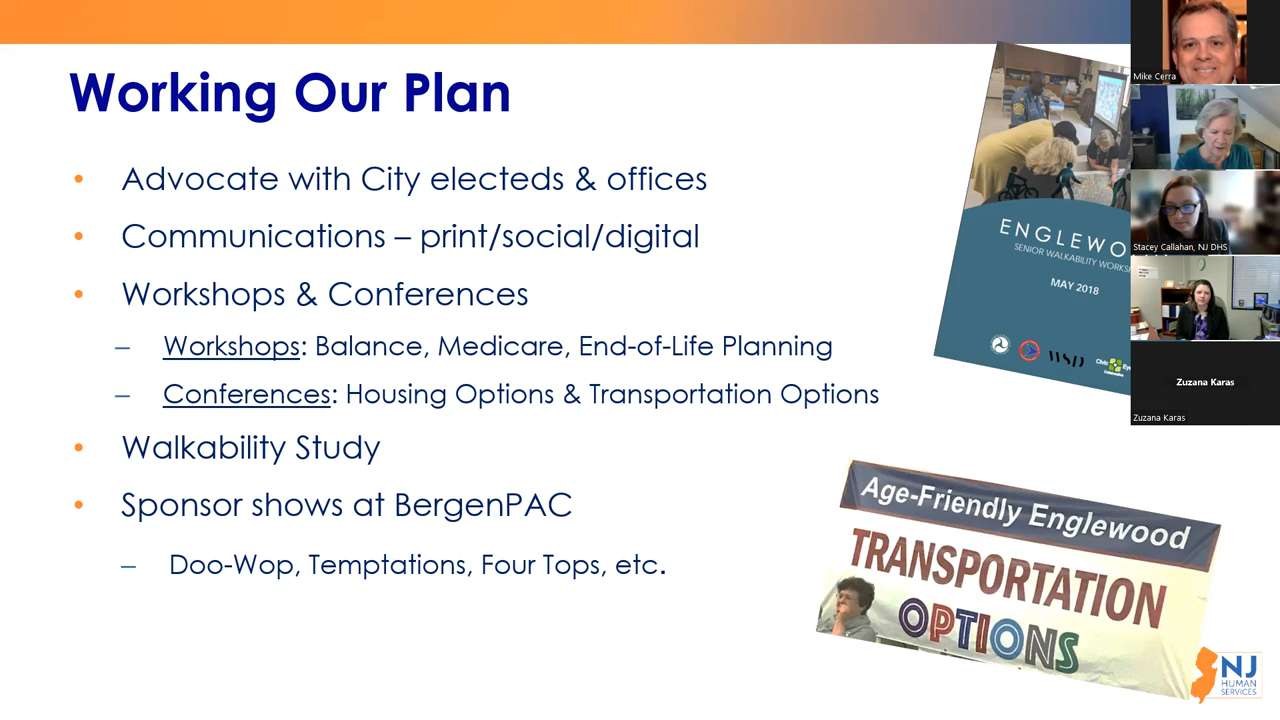 Working Our Plan
• Advocate with City electeds & offices
• Communications – print/social/digital
• Workshops & Conferences
– Workshops: Balance, Medicare, End-of-Life Planning
– Conferences: Housing Options & Transportation Options
• Walkability Study
• Sponsor shows at BergenPAC
– Doo-Wop, Temptations, Four Tops, etc.
SENIOR WALKABILITY
MAY 2018
WSP
Age-Friendly Englewood
TRANSPORTATION
OPTIONS
NJ
HUMAN
SERVICES
Mike Cerra
Stacey Callahan, NJ DHS
Zuzana Karas
Zuzana Karas